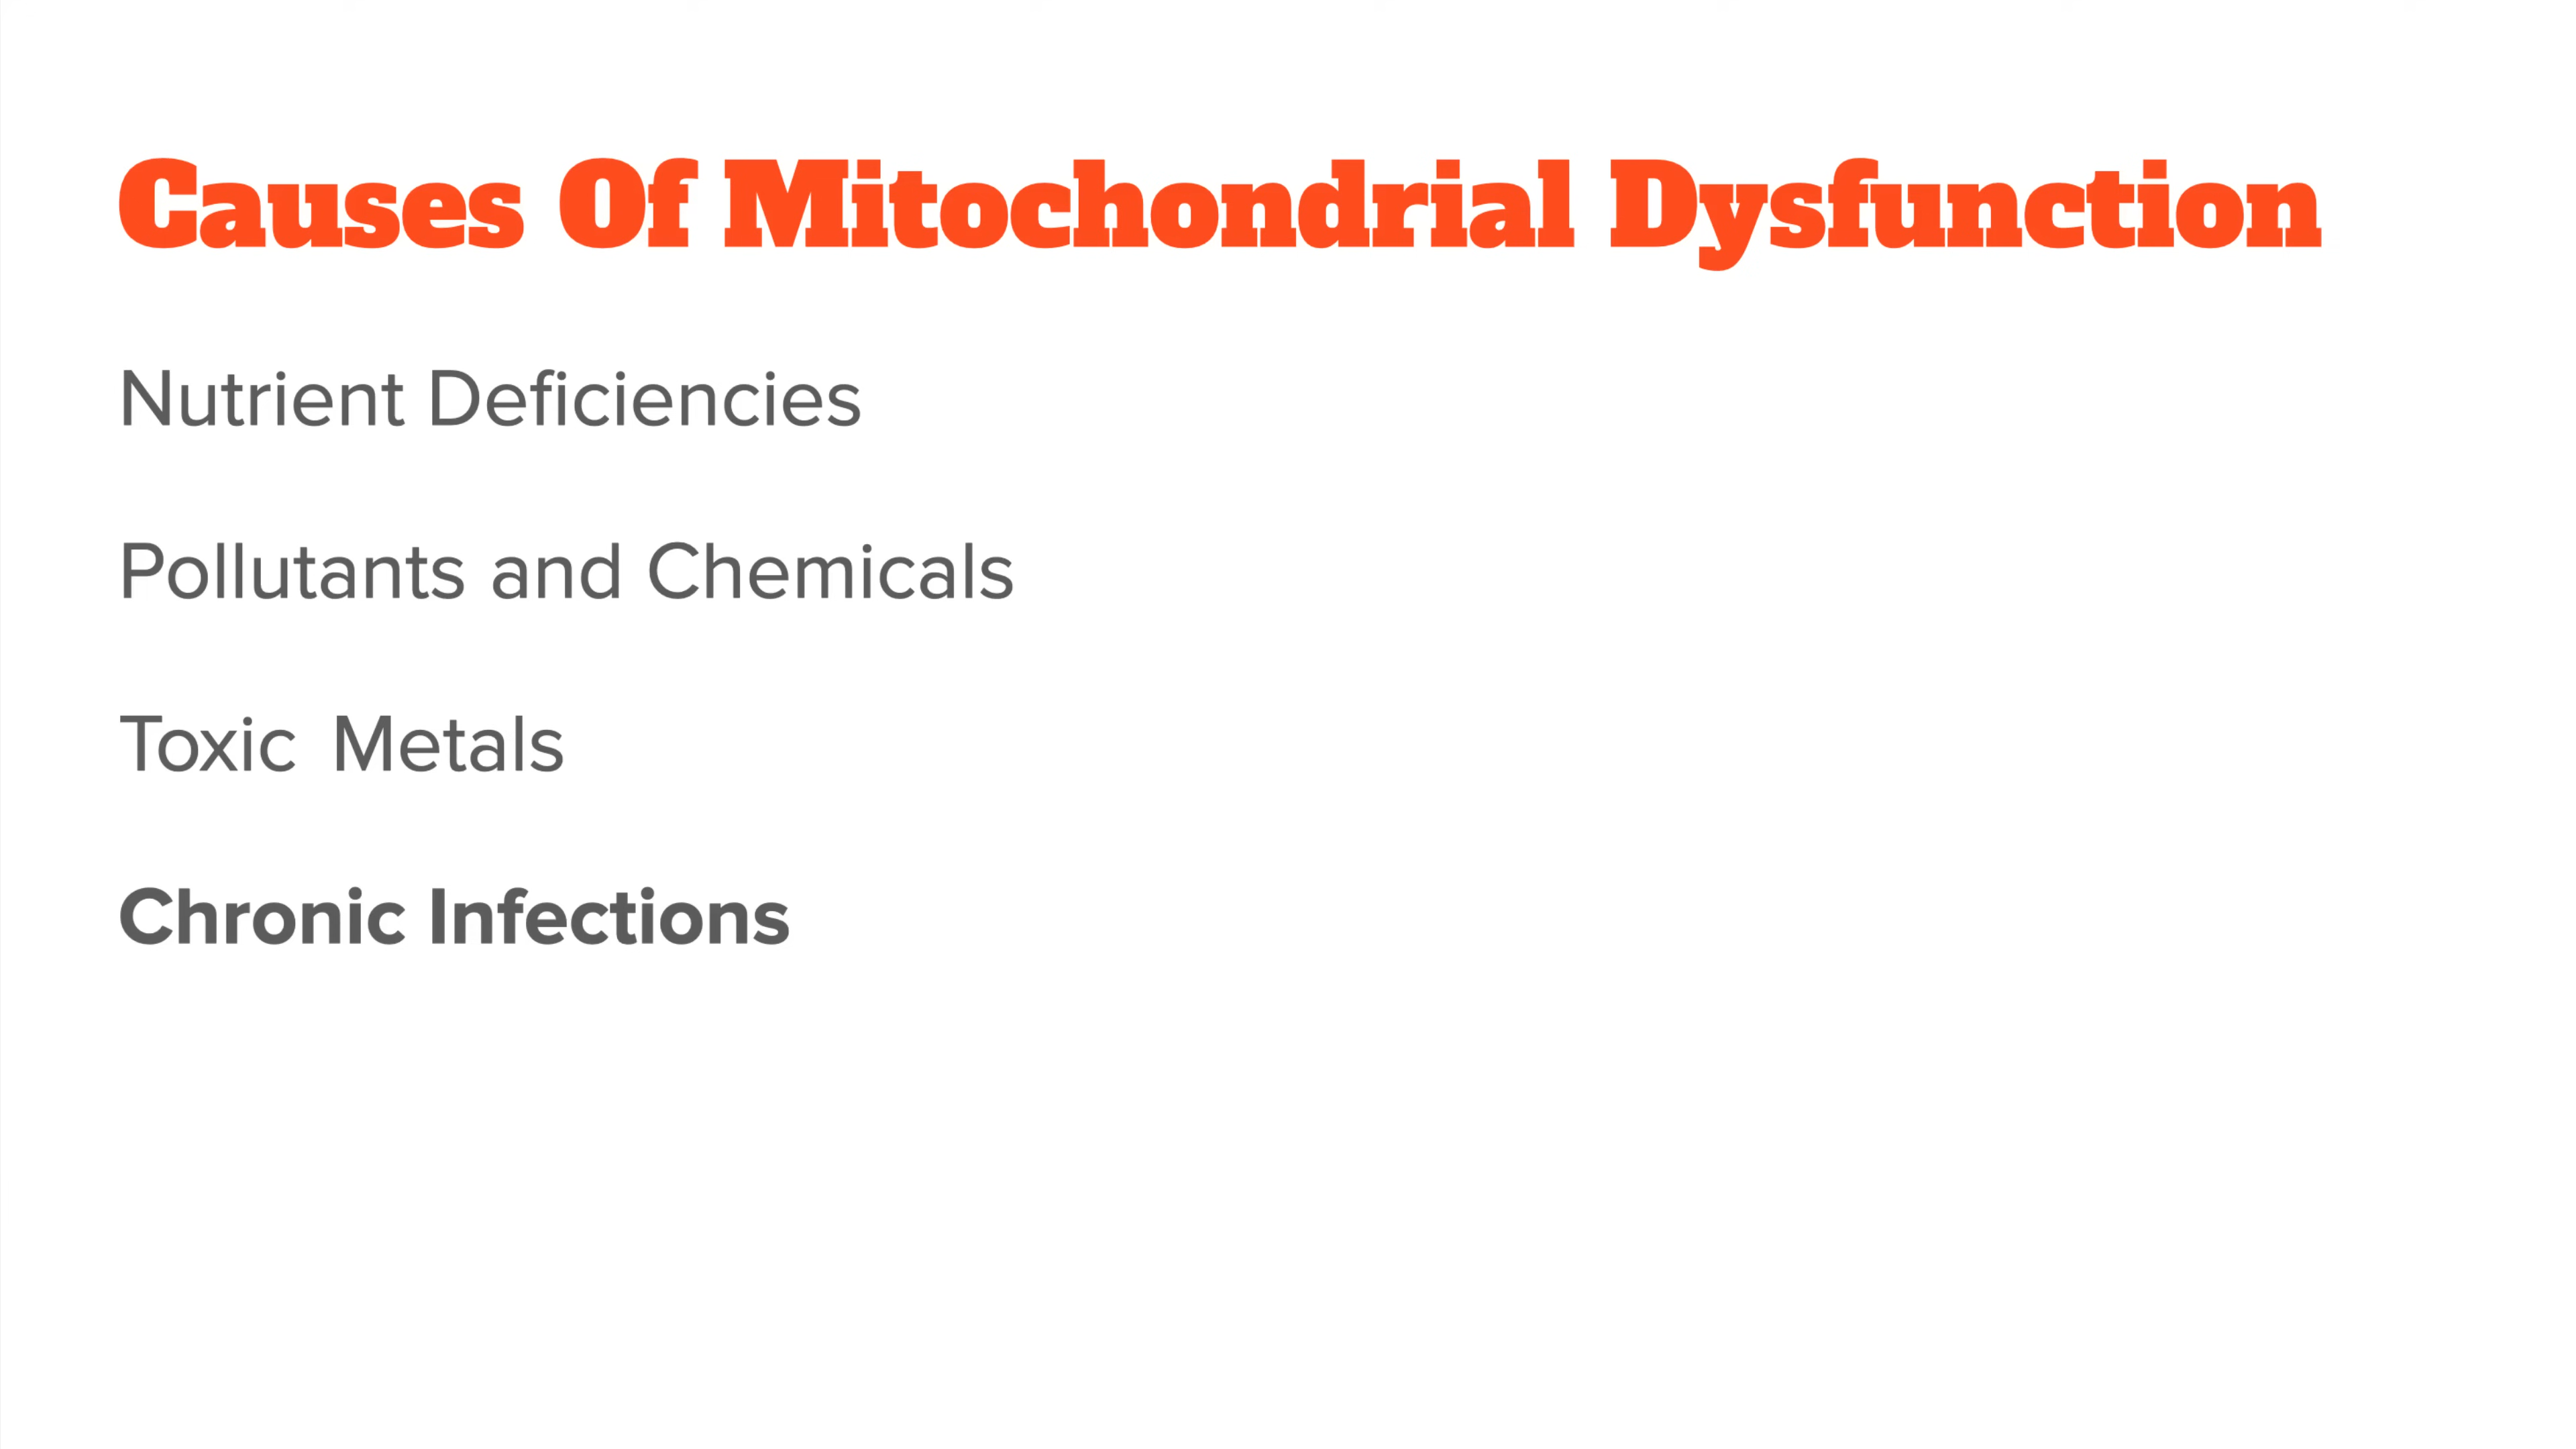 Causes Of Mitochondrial Dysfunction
Nutrient Deficiencies
Pollutants and Chemicals
Toxic Metals
Chronic Infections